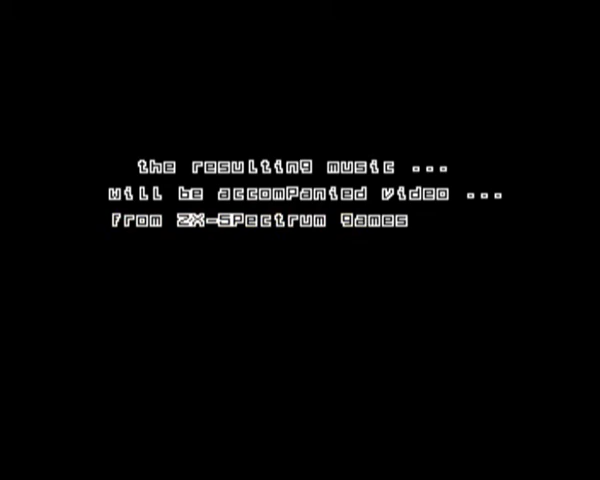 the resulting music ...
will be accompanied video ...
from ZX-Spectrum games